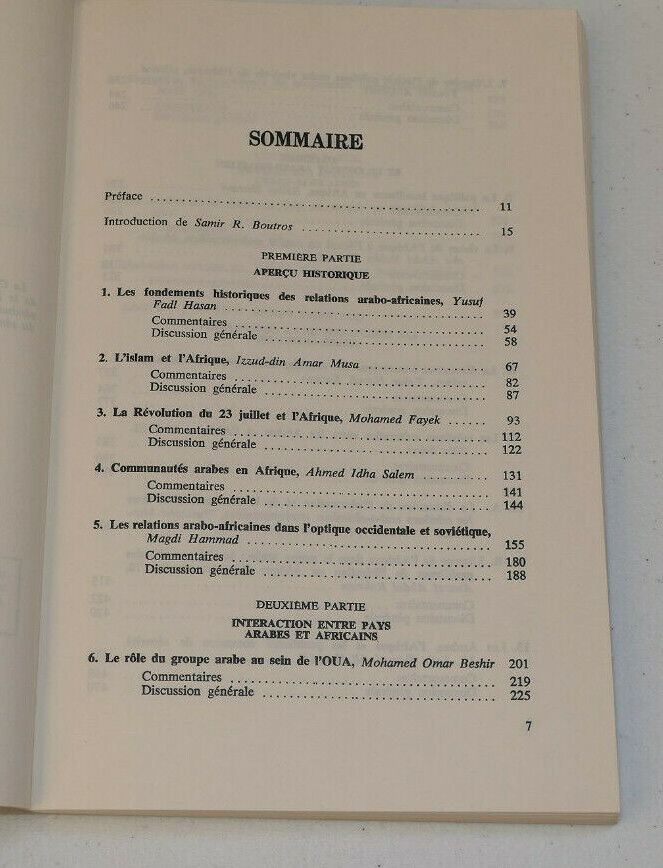 SOMMAIRE
Préface ........ 11
Introduction de Samir R. Boutros ........ 15
PREMIÈRE PARTIE
APERÇU HISTORIQUE
1. Les fondements historiques des relations arabo-africaines, Yusuf
Fadl Hasan ........ 39
Commentaires ........ 54
Discussion générale ........ 58
2. L'islam et l'Afrique, Izzud-din Amar Musa ........ 67
Commentaires ........ 82
Discussion générale ........ 87
3. La Révolution du 23 juillet et l'Afrique, Mohamed Fayek ...... 93
Commentaires ........ 112
Discussion générale ........ 122
4. Communautés arabes en Afrique, Ahmed Idha Salem ........ 131
Commentaires ........ 141
Discussion générale ........ 144
5. Les relations arabo-africaines dans l'optique occidentale et soviétique,
Magdi Hammad ........ 155
Commentaires ........ 180
Discussion générale ........ 188
DEUXIÈME PARTIE
INTERACTION ENTRE PAYS
ARABES ET AFRICAINS
6. Le rôle du groupe arabe au sein de l'OUA, Mohamed Omar Beshir 201
Commentaires ........ 219
Discussion générale ........ 225
7